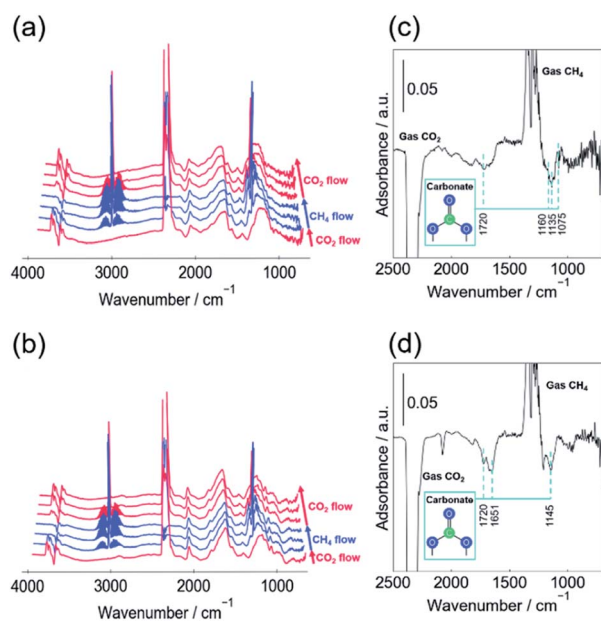 (a)
CO2 flow
CH4 flow
CO2 flow
4000 3000 2000 1000
Wavenumber / cm−1
(b)
CO2 flow
CH4 flow
CO2 flow
4000 3000 2000 1000
Wavenumber / cm−1
(c)
Absorbance / a.u.
0.05
Gas CH4
Gas CO2
Carbonate
O
C
O O
1720
1160
1135
1075
2500 2000 1500 1000
Wavenumber / cm−1
(d)
Absorbance / a.u.
0.05
Gas CH4
Gas CO2
Carbonate
O
C
O O
1720
1651
1145
2500 2000 1500 1000
Wavenumber / cm−1